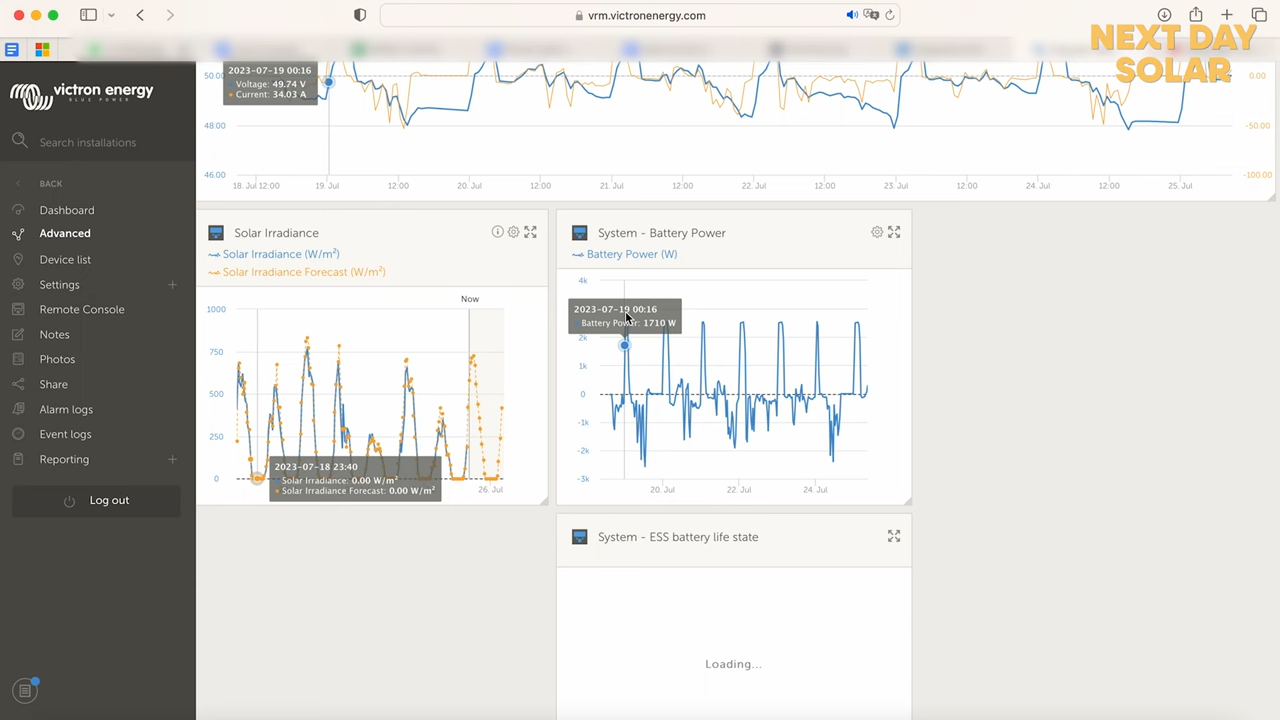 vrm.victronenergy.com
NEXT DAY
SOLAR
victron energy
BLUE POWER
Search installations
BACK
Dashboard
Advanced
Device list
Settings
Remote Console
Notes
Photos
Share
Alarm logs
Event logs
Reporting
Log out
2023-07-19 00:16
Voltage: 49.74 V
Current: 34.03 A
50.00
48.00
46.00
0.00
-50.00
-100.00
18. Jul 12:00 19. Jul 12:00 20. Jul 12:00 21. Jul 12:00 22. Jul 12:00 23. Jul 12:00 24. Jul 12:00 25. Jul
Solar Irradiance
Solar Irradiance (W/m²)
Solar Irradiance Forecast (W/m²)
Now
1000
750
500
250
0
2023-07-18 23:40
Solar Irradiance: 0.00 W/m²
Solar Irradiance Forecast: 0.00 W/m²
26. Jul
System - Battery Power
Battery Power (W)
4k
2023-07-19 00:16
Battery Power: 1710 W
2k
1k
0
-1k
-2k
-3k
20. Jul 22. Jul 24. Jul
System - ESS battery life state
Loading...